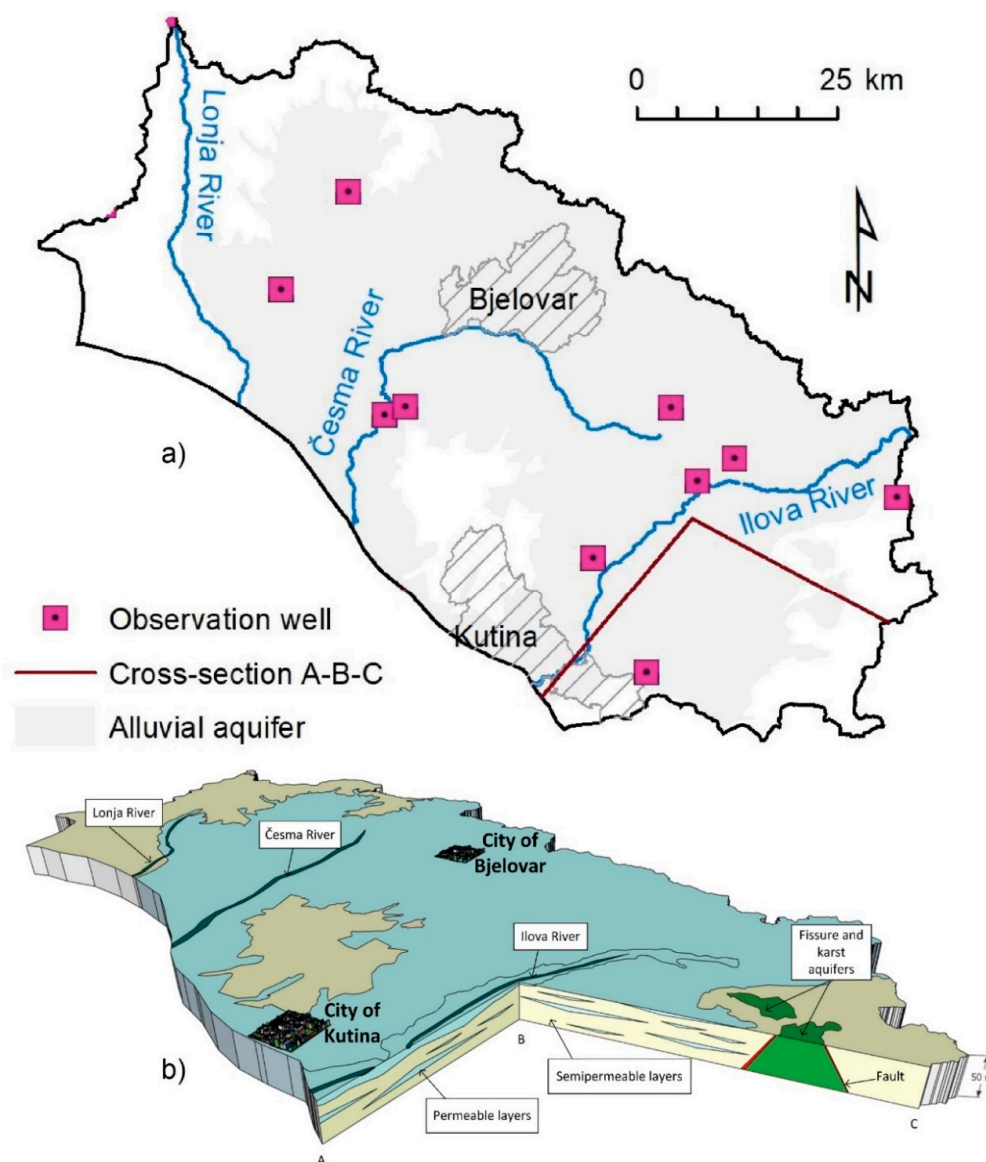 0 25 km
Lonja River
N
Bjelovar
Česma River
a)
Ilova River
Kutina
Observation well
Cross-section A-B-C
Alluvial aquifer
Lonja River
Česma River
City of
Bjelovar
Ilova River
Fissure and
karst
aquifers
City of
Kutina
b)
B
Semipermeable layers
Fault
50
Permeable layers
C
A